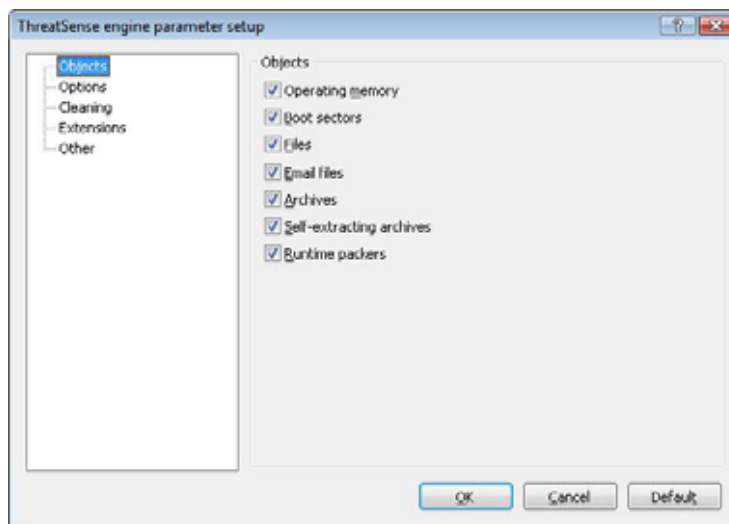 ThreatSense engine parameter setup
Objects
Options
Cleaning
Extensions
Other
Objects
Operating memory
Boot sectors
Files
Email files
Archives
Self-extracting archives
Runtime packers
OK
Cancel
Default